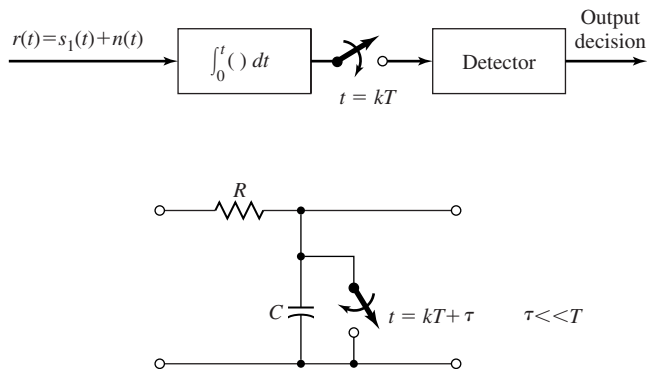 r(t)=s₁(t)+n(t)
∫₀ᵗ( ) dt
t = kT
Detector
Output
decision
R
C
t = kT+τ
τ<<T